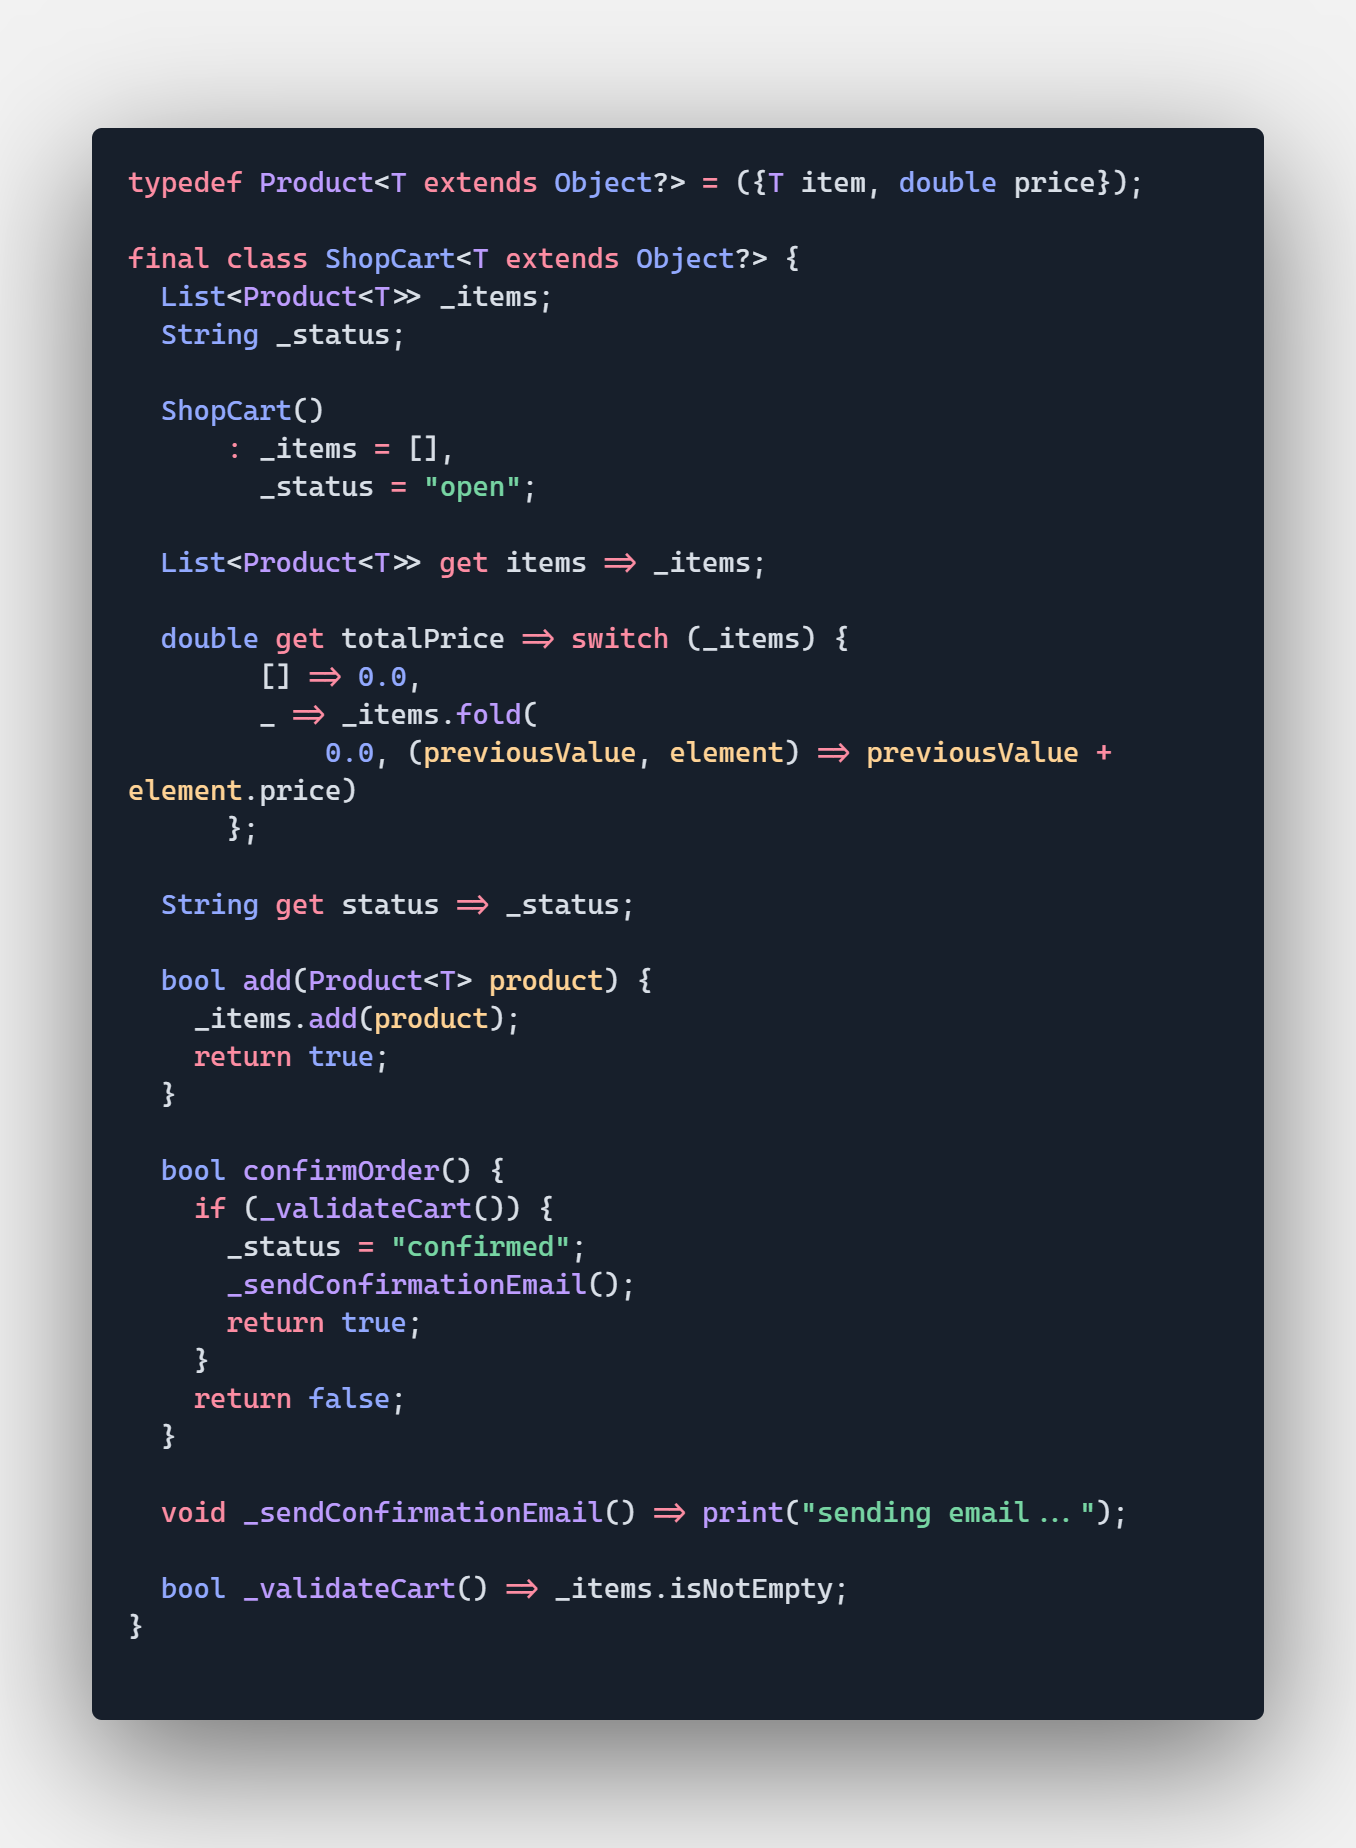 typedef Product<T extends Object?> = ({T item, double price});

final class ShopCart<T extends Object?> {
  List<Product<T>> _items;
  String _status;

  ShopCart()
      : _items = [],
        _status = "open";

  List<Product<T>> get items => _items;

  double get totalPrice => switch (_items) {
        [] => 0.0,
        _ => _items.fold(
            0.0, (previousValue, element) => previousValue +
element.price)
      };

  String get status => _status;

  bool add(Product<T> product) {
    _items.add(product);
    return true;
  }

  bool confirmOrder() {
    if (_validateCart()) {
      _status = "confirmed";
      _sendConfirmationEmail();
      return true;
    }
    return false;
  }

  void _sendConfirmationEmail() => print("sending email...");

  bool _validateCart() => _items.isNotEmpty;
}